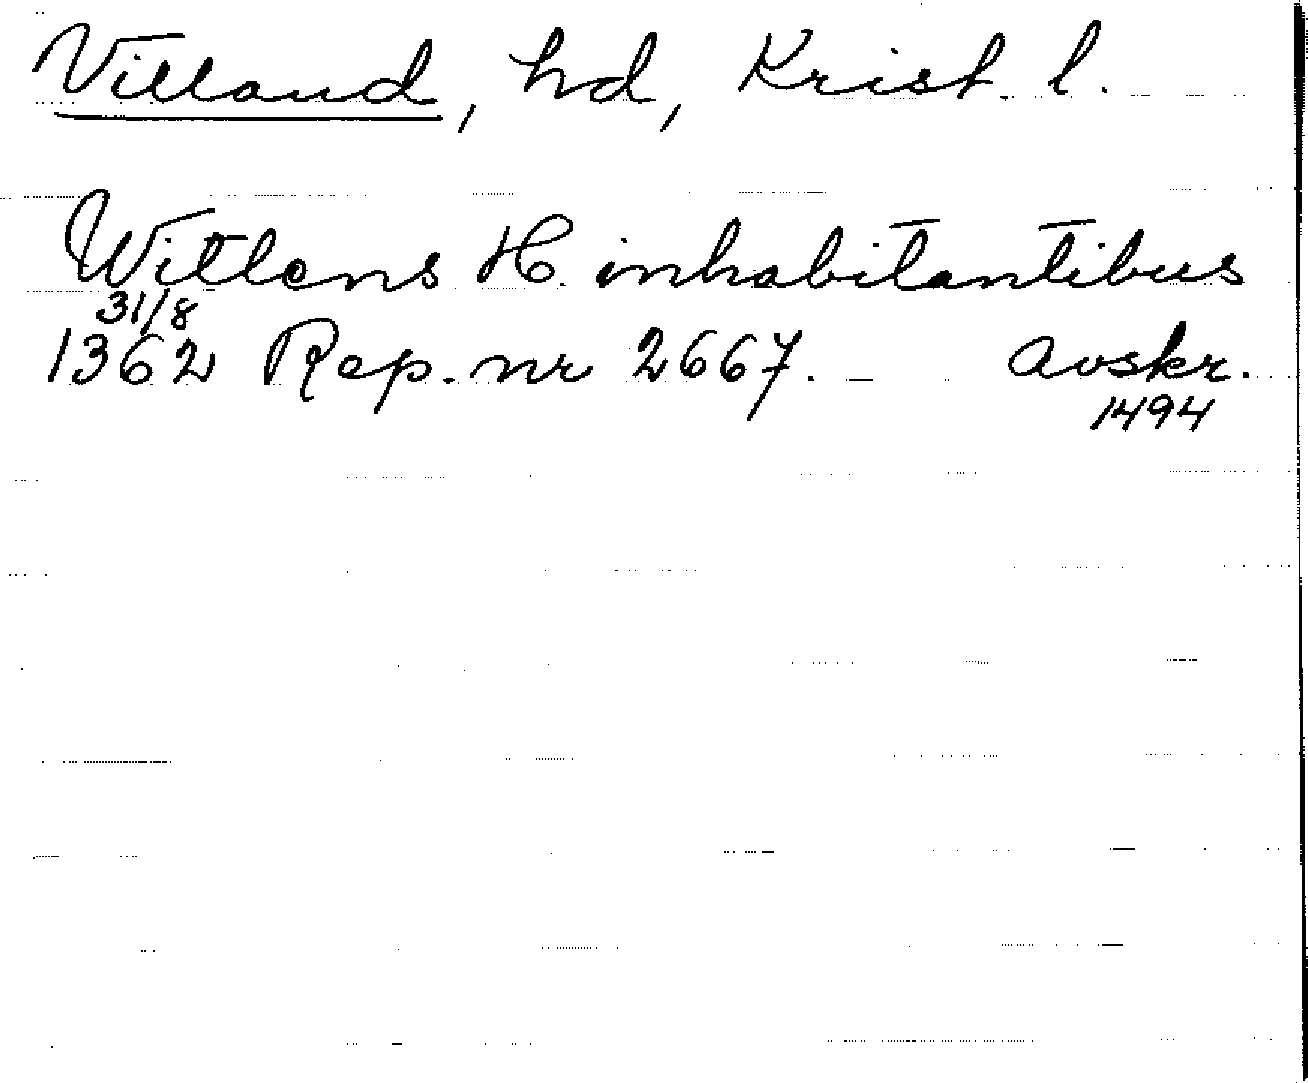 Villand, hd, Krist. l.
Witlens H. inhabitantibus
31/8
1362 Rep. nr 2667. – avskr.
1494